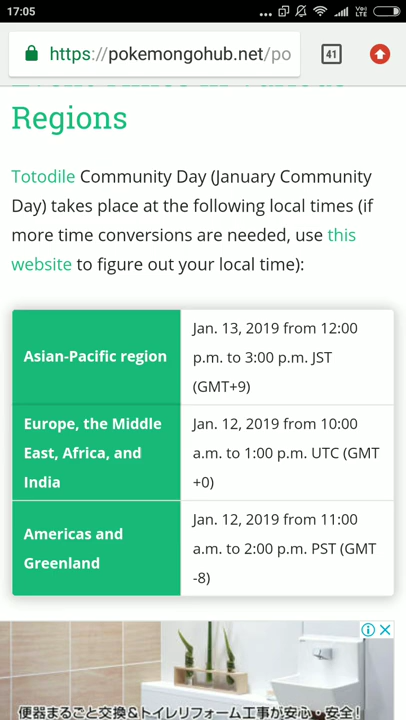 17:05
... Vo) LTE
https://pokemongohub.net/po
41
Regions
Totodile Community Day (January Community
Day) takes place at the following local times (if
more time conversions are needed, use this
website to figure out your local time):
Asian-Pacific region
Jan. 13, 2019 from 12:00
p.m. to 3:00 p.m. JST
(GMT+9)
Europe, the Middle
East, Africa, and
India
Jan. 12, 2019 from 10:00
a.m. to 1:00 p.m. UTC (GMT
+0)
Americas and
Greenland
Jan. 12, 2019 from 11:00
a.m. to 2:00 p.m. PST (GMT
-8)
便器まるごと交換&トイレリフォーム工事が安心・安全!